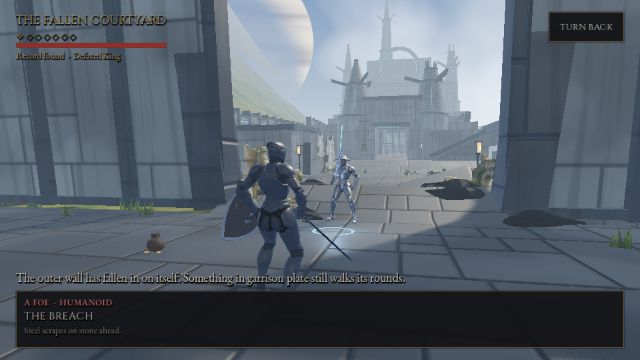 THE FALLEN COURTYARD
TURN BACK
Record found · Defaced King
The outer wall has fallen in on itself. Something in garrison plate still walks its rounds.
A FOE · HUMANOID
THE BREACH
Steel scrapes on stone ahead.